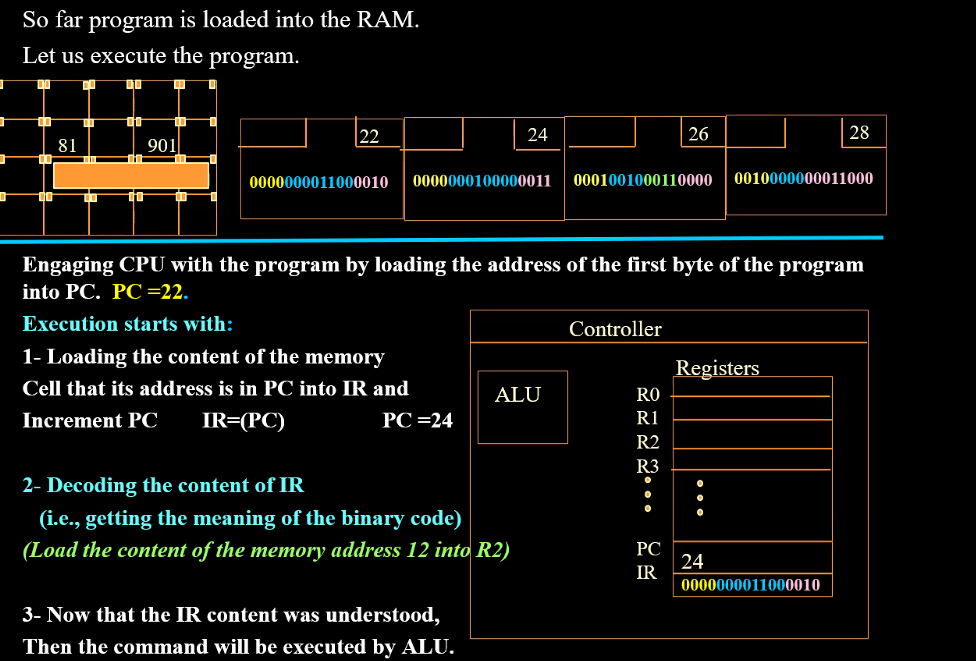 So far program is loaded into the RAM.
Let us execute the program.
81 901
22 24 26 28
0000000011000010 0000000100000011 0001001000110000 0010000000011000
Engaging CPU with the program by loading the address of the first byte of the program
into PC. PC =22.
Execution starts with:
1- Loading the content of the memory
Cell that its address is in PC into IR and
Increment PC IR=(PC) PC =24
2- Decoding the content of IR
(i.e., getting the meaning of the binary code)
(Load the content of the memory address 12 into R2)
3- Now that the IR content was understood,
Then the command will be executed by ALU.
Controller
Registers
ALU
R0
R1
R2
R3
PC 24
IR 0000000011000010